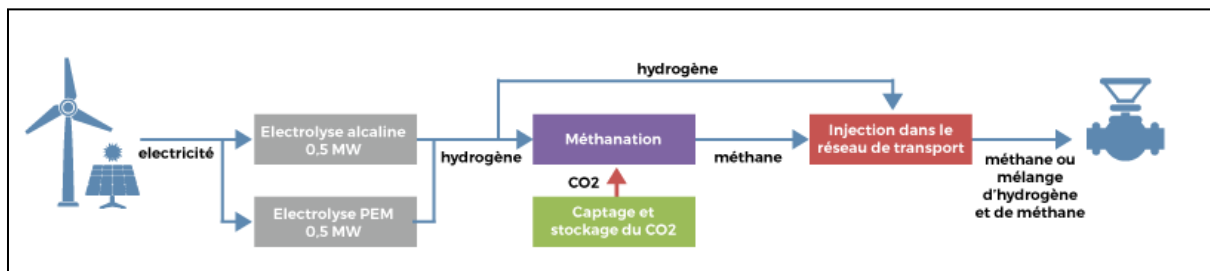 hydrogène
electricité
Electrolyse alcaline
0,5 MW
hydrogène
Méthanation
méthane
Injection dans le
réseau de transport
méthane ou
mélange
d'hydrogène
et de méthane
CO2
Electrolyse PEM
0,5 MW
Captage et
stockage du CO2